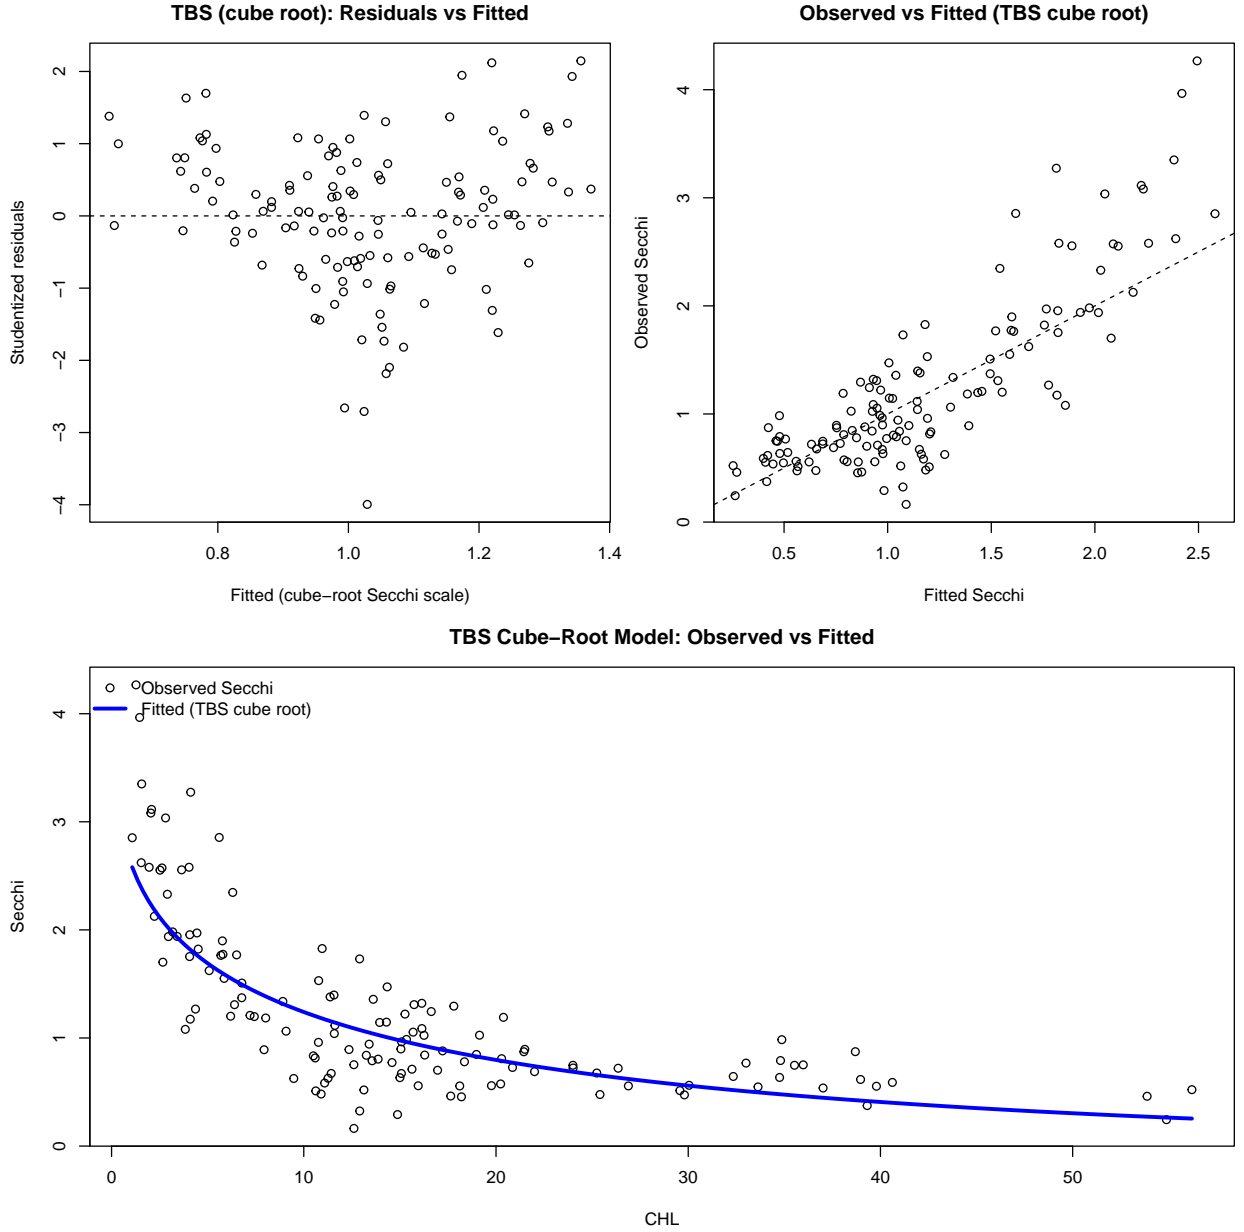 TBS (cube root): Residuals vs Fitted
Studentized residuals
2
1
0
−1
−2
−3
−4
0.8 1.0 1.2 1.4
Fitted (cube−root Secchi scale)
Observed vs Fitted (TBS cube root)
Observed Secchi
4
3
2
1
0
0.5 1.0 1.5 2.0 2.5
Fitted Secchi
TBS Cube−Root Model: Observed vs Fitted
Observed Secchi
Fitted (TBS cube root)
Secchi
4
3
2
1
0
0 10 20 30 40 50
CHL